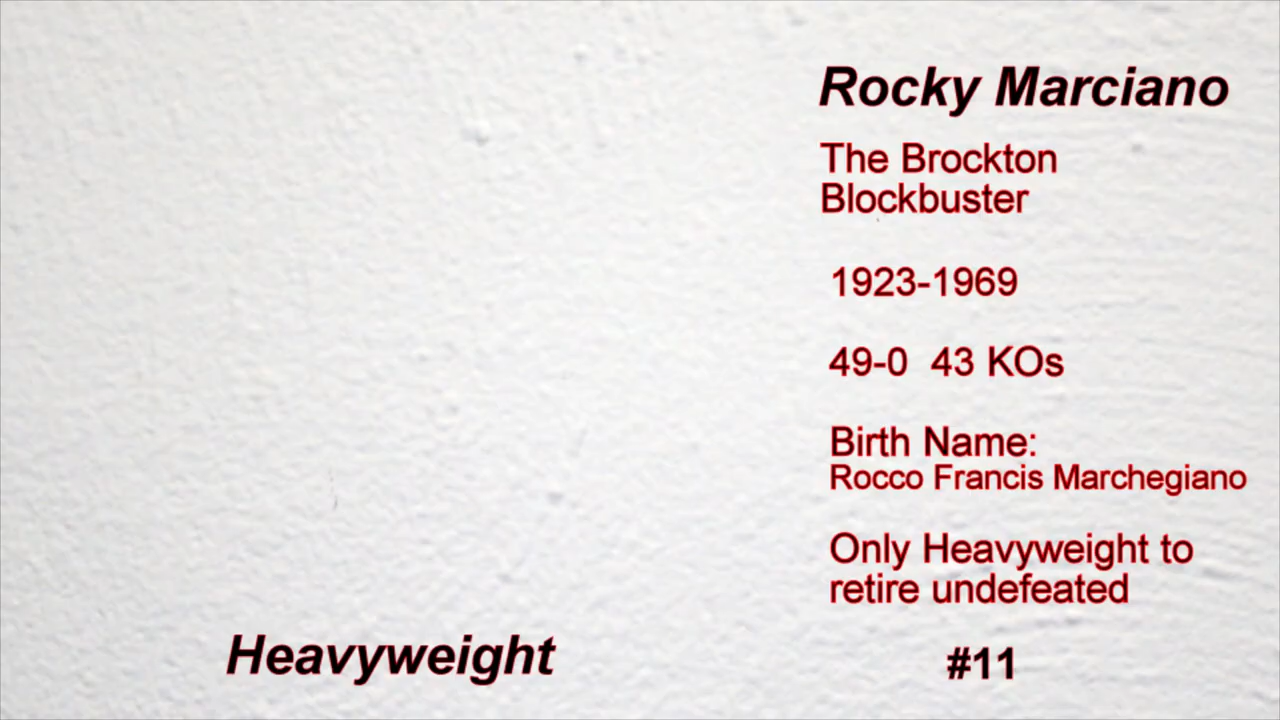 Rocky Marciano
The Brockton
Blockbuster
1923-1969
49-0 43 KOs
Birth Name:
Rocco Francis Marchegiano
Only Heavyweight to
retire undefeated
Heavyweight
#11